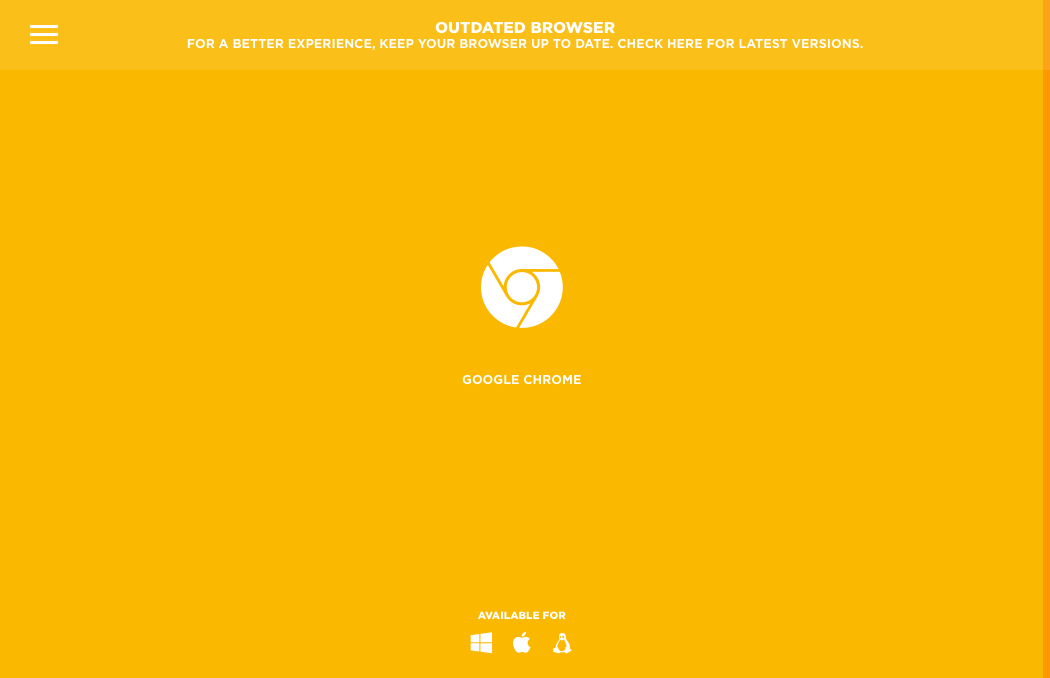 OUTDATED BROWSER
FOR A BETTER EXPERIENCE, KEEP YOUR BROWSER UP TO DATE. CHECK HERE FOR LATEST VERSIONS.
GOOGLE CHROME
AVAILABLE FOR